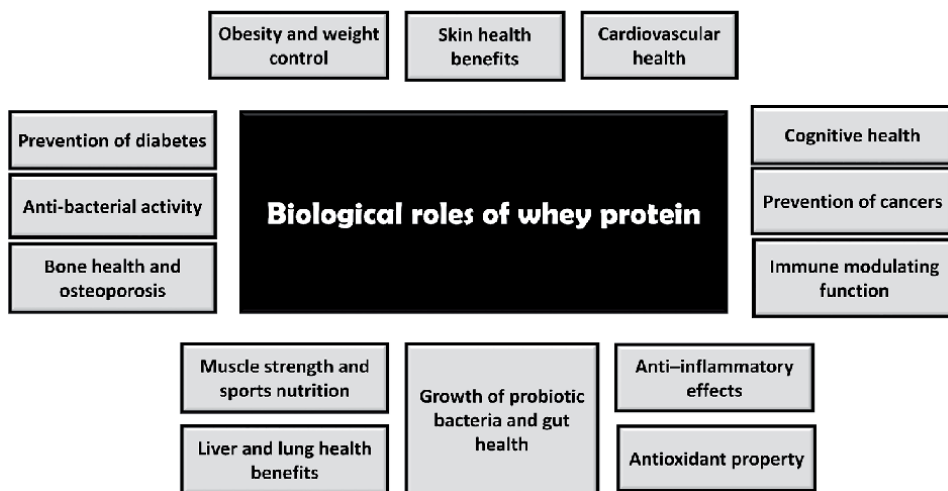 Obesity and weight
control
Skin health
benefits
Cardiovascular
health
Prevention of diabetes
Anti-bacterial activity
Bone health and
osteoporosis
Biological roles of whey protein
Cognitive health
Prevention of cancers
Immune modulating
function
Muscle strength and
sports nutrition
Liver and lung health
benefits
Growth of probiotic
bacteria and gut
health
Anti–inflammatory
effects
Antioxidant property